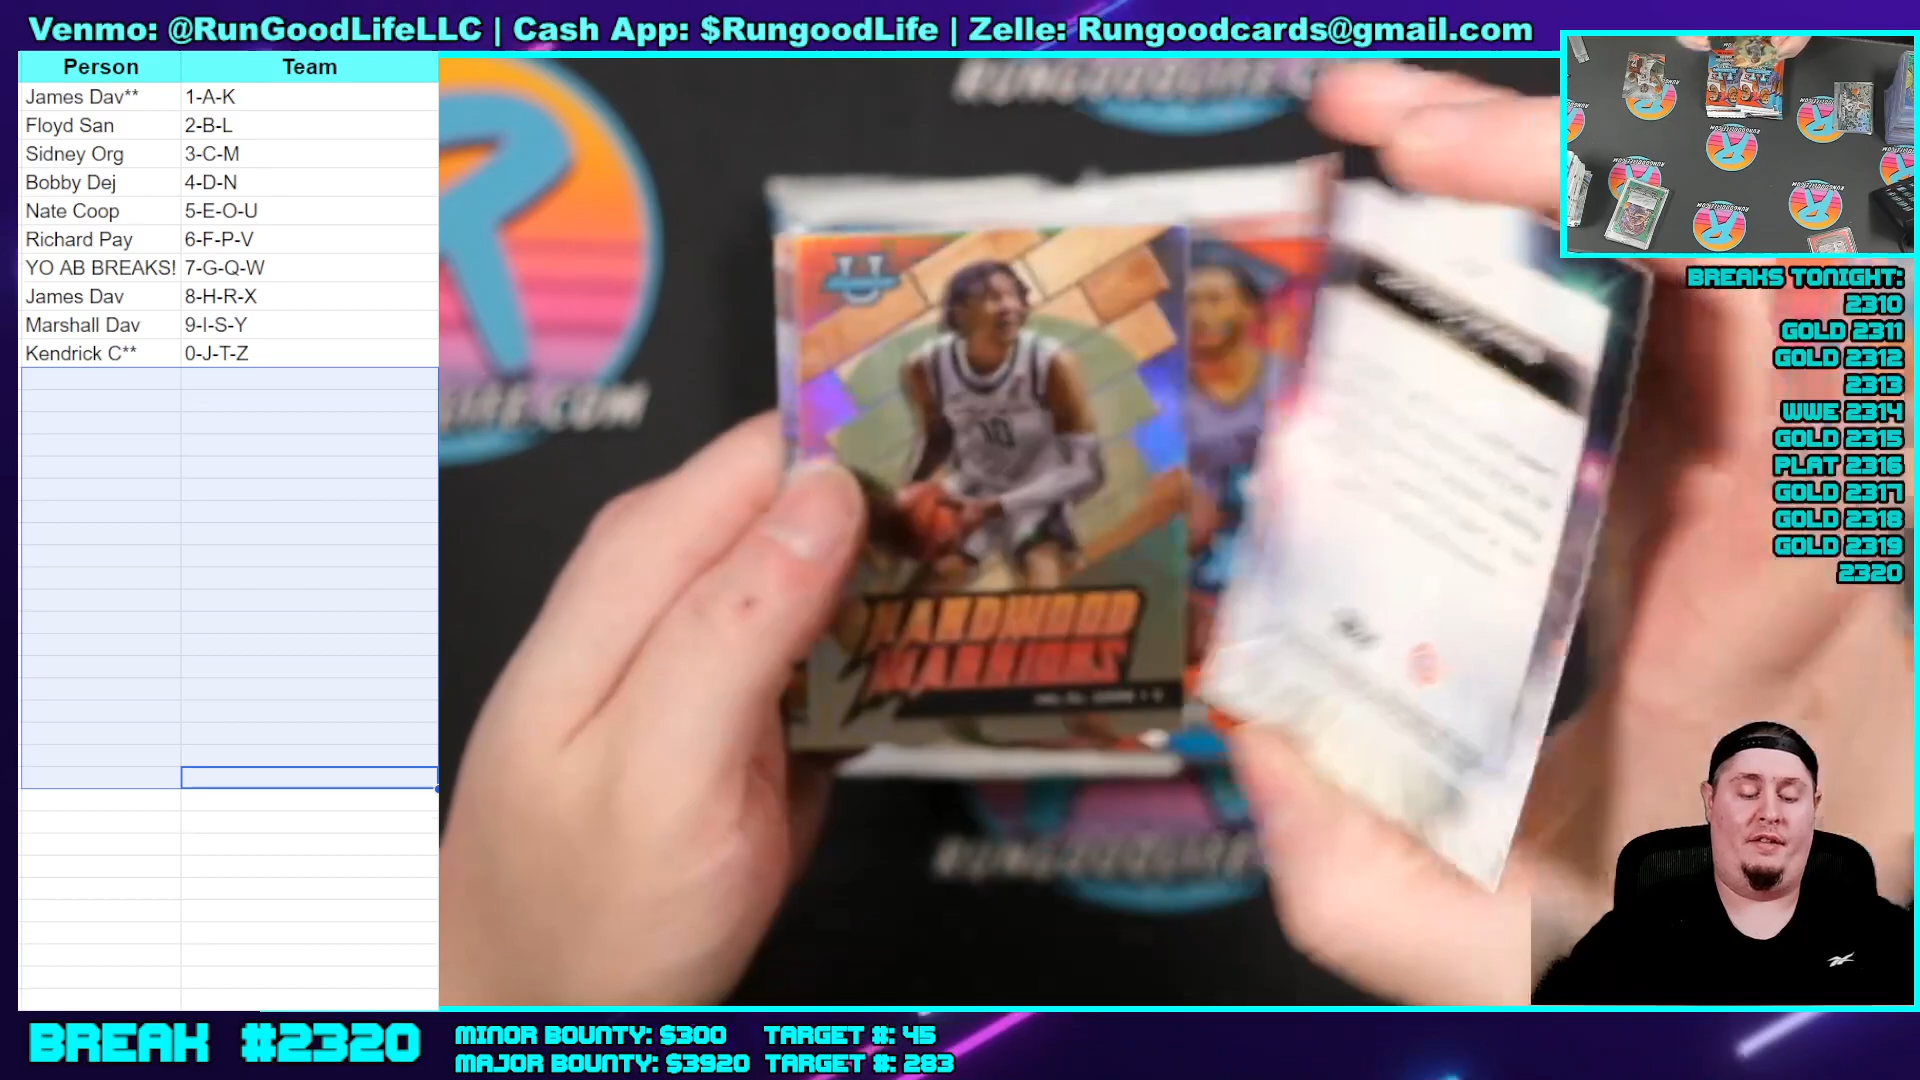 Venmo: @RunGoodLifeLLC | Cash App: $RungoodLife | Zelle: Rungoodcards@gmail.com
Person Team
James Dav** 1-A-K
Floyd San 2-B-L
Sidney Org 3-C-M
Bobby Dej 4-D-N
Nate Coop 5-E-O-U
Richard Pay 6-F-P-V
YO AB BREAKS! 7-G-Q-W
James Dav 8-H-R-X
Marshall Dav 9-I-S-Y
Kendrick C** 0-J-T-Z
RUNGOODLIFE.COM
10
HARDWOOD
WARRIORS
BREAKS TONIGHT:
2310
GOLD 2311
GOLD 2312
2313
WWE 2314
GOLD 2315
PLAT 2316
GOLD 2317
GOLD 2318
GOLD 2319
2320
BREAK #2320
MINOR BOUNTY: $300 TARGET #: 45
MAJOR BOUNTY: $3920 TARGET #: 283